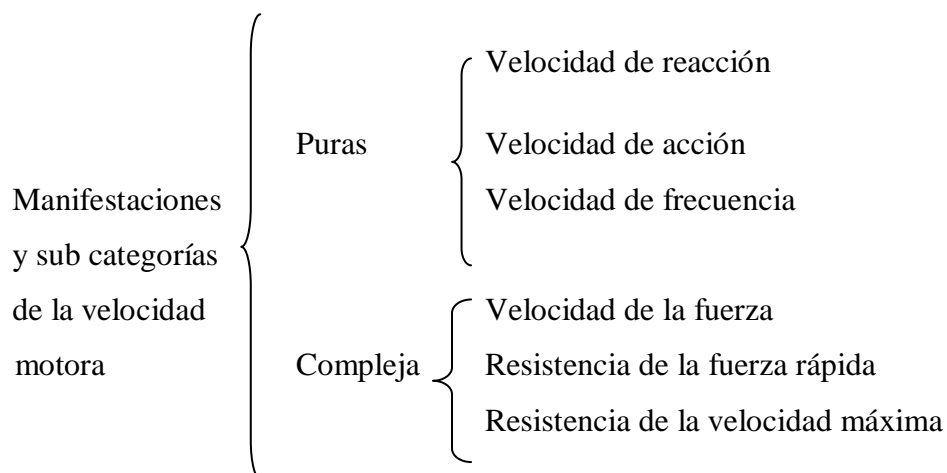 Velocidad de reacción
Puras
Velocidad de acción
Manifestaciones
Velocidad de frecuencia
y sub categorías
de la velocidad
Velocidad de la fuerza
motora
Compleja
Resistencia de la fuerza rápida
Resistencia de la velocidad máxima